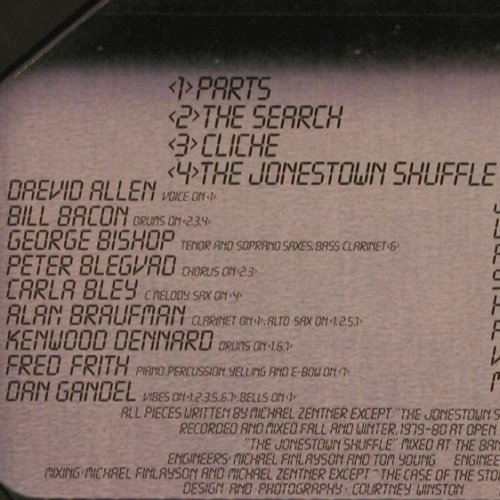 <1> PARTS
<2> THE SEARCH
<3> CLICHE
<4> THE JONESTOWN SHUFFLE
DAEVID ALLEN VOICE ON <1>
BILL BACON DRUMS ON <2,3,4>
GEORGE BISHOP TENOR AND SOPRANO SAXES, BASS CLARINET <6>
PETER BLEGVAD CHORUS ON <2,3>
CARLA BLEY C MELODY SAX ON <4>
ALAN BRAUFMAN CLARINET ON <1>, ALTO SAX ON <1,2,5,7>
KENWOOD DENNARD DRUMS ON <1,6,7>
FRED FRITH PIANO, PERCUSSION, YELLING AND E-BOW ON <7>
DAN GANDEL VIBES ON <1,2,3,5,6,7>, BELLS ON <7>
ALL PIECES WRITTEN BY MICHAEL ZENTNER EXCEPT "THE JONESTOWN
RECORDED AND MIXED FALL AND WINTER, 1979-80 AT OPEN
"THE JONESTOWN SHUFFLE" MIXED AT THE
ENGINEERS: MICHAEL FINLAYSON AND TOM YOUNG
MIXING: MICHAEL FINLAYSON AND MICHAEL ZENTNER EXCEPT "THE CASE OF THE
DESIGN AND PHOTOGRAPHY: COURTNEY WINSTON